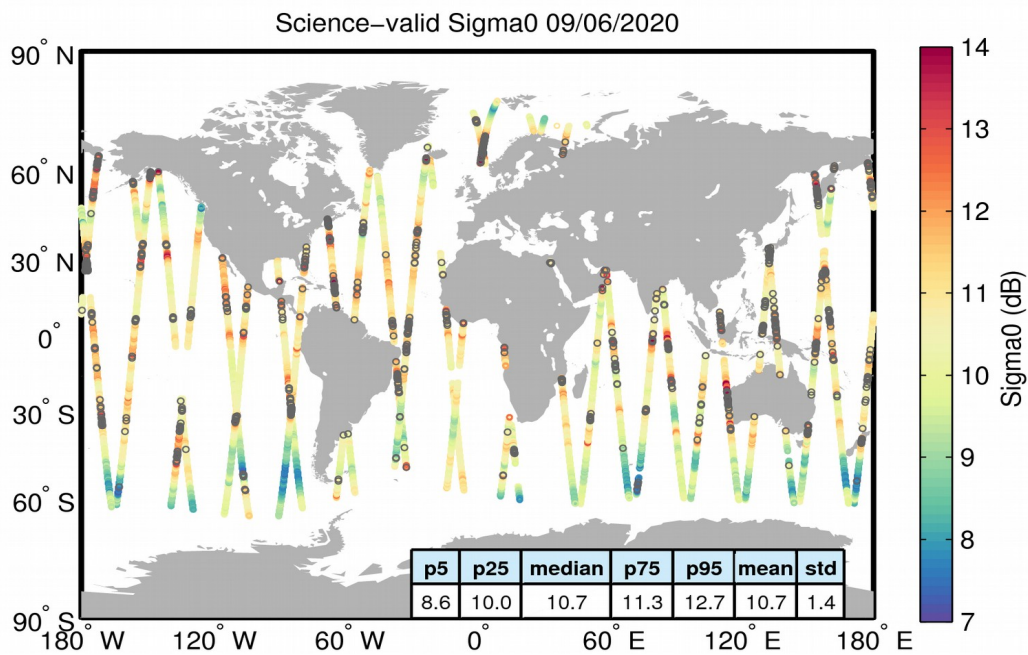 Science−valid Sigma0 09/06/2020
90° N
60° N
30° N
0°
30° S
60° S
90° S
180° W 120° W 60° W 0° 60° E 120° E 180° E
p5 p25 median p75 p95 mean std
8.6 10.0 10.7 11.3 12.7 10.7 1.4
14
13
12
11
10
9
8
7
Sigma0 (dB)